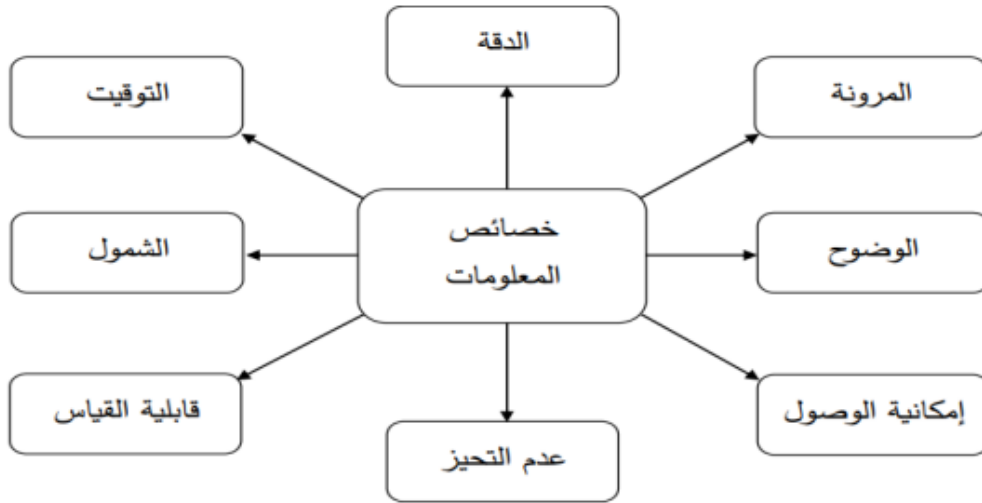 الدقة
المرونة
التوقيت
خصائص
المعلومات
الوضوح
الشمول
إمكانية الوصول
قابلية القياس
عدم التحيز